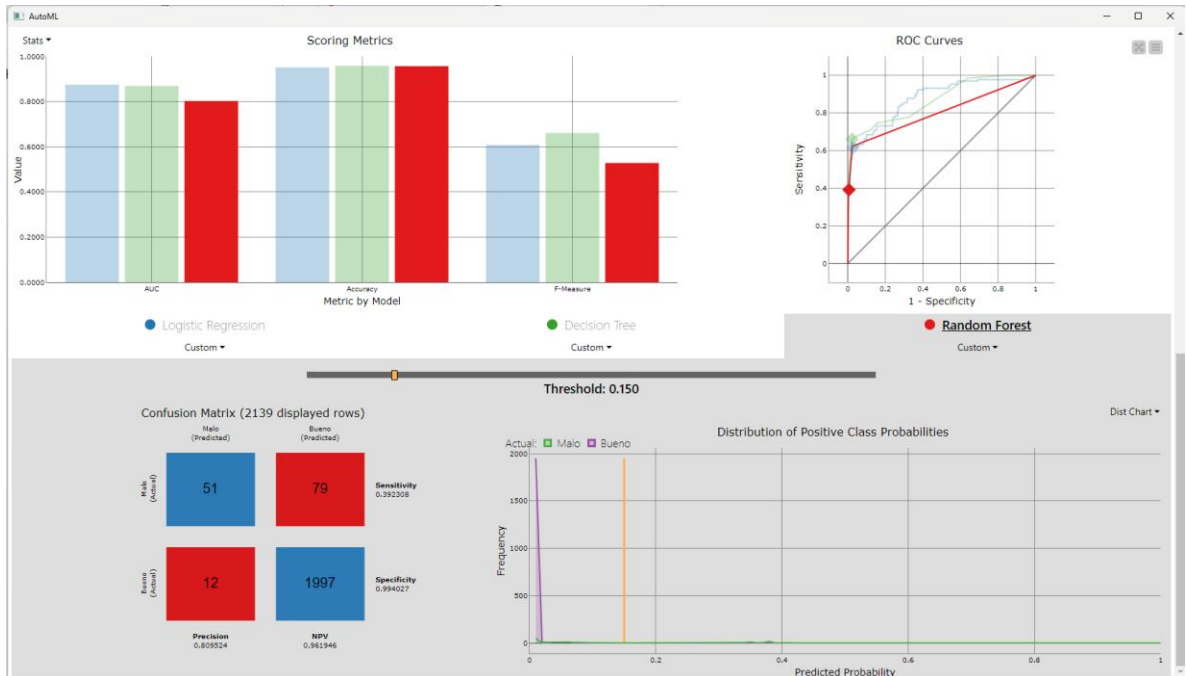 AutoML
Stats
Scoring Metrics
1.0000
0.8000
0.6000
0.4000
0.2000
0.0000
Value
AUC
Accuracy
F-Measure
Metric by Model
ROC Curves
1
0.8
0.6
0.4
0.2
0
Sensitivity
0
0.2
0.4
0.6
0.8
1
1 - Specificity
Logistic Regression
Custom
Decision Tree
Custom
Random Forest
Custom
Threshold: 0.150
Confusion Matrix (2139 displayed rows)
Malo
(Predicted)
Bueno
(Predicted)
Malo
(Actual)
51
79
Sensitivity
0.392308
Bueno
(Actual)
12
1997
Specificity
0.994027
Precision
0.809524
NPV
0.961946
Dist Chart
Distribution of Positive Class Probabilities
Actual: Malo Bueno
2000
1500
1000
500
0
Frequency
0
0.2
0.4
0.6
0.8
1
Predicted Probability